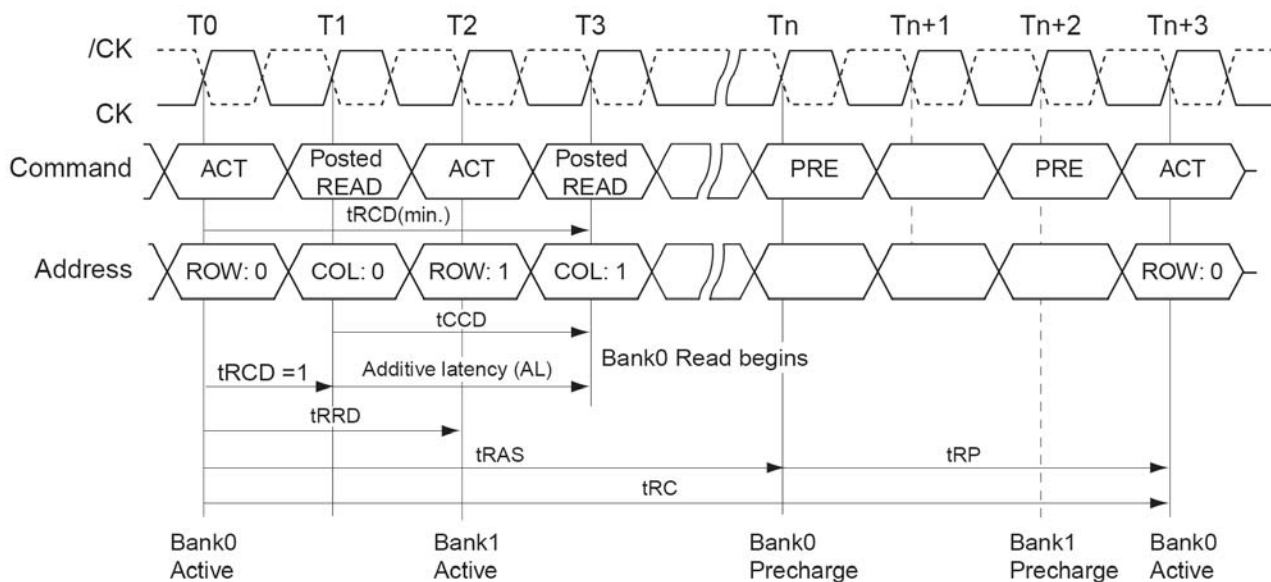 T0 T1 T2 T3 Tn Tn+1 Tn+2 Tn+3
/CK
CK
Command ACT Posted READ ACT Posted READ PRE PRE ACT
tRCD(min.)
Address ROW: 0 COL: 0 ROW: 1 COL: 1 ROW: 0
tCCD
Bank0 Read begins
tRCD =1 Additive latency (AL)
tRRD
tRAS tRP
tRC
Bank0 Active Bank1 Active Bank0 Precharge Bank1 Precharge Bank0 Active